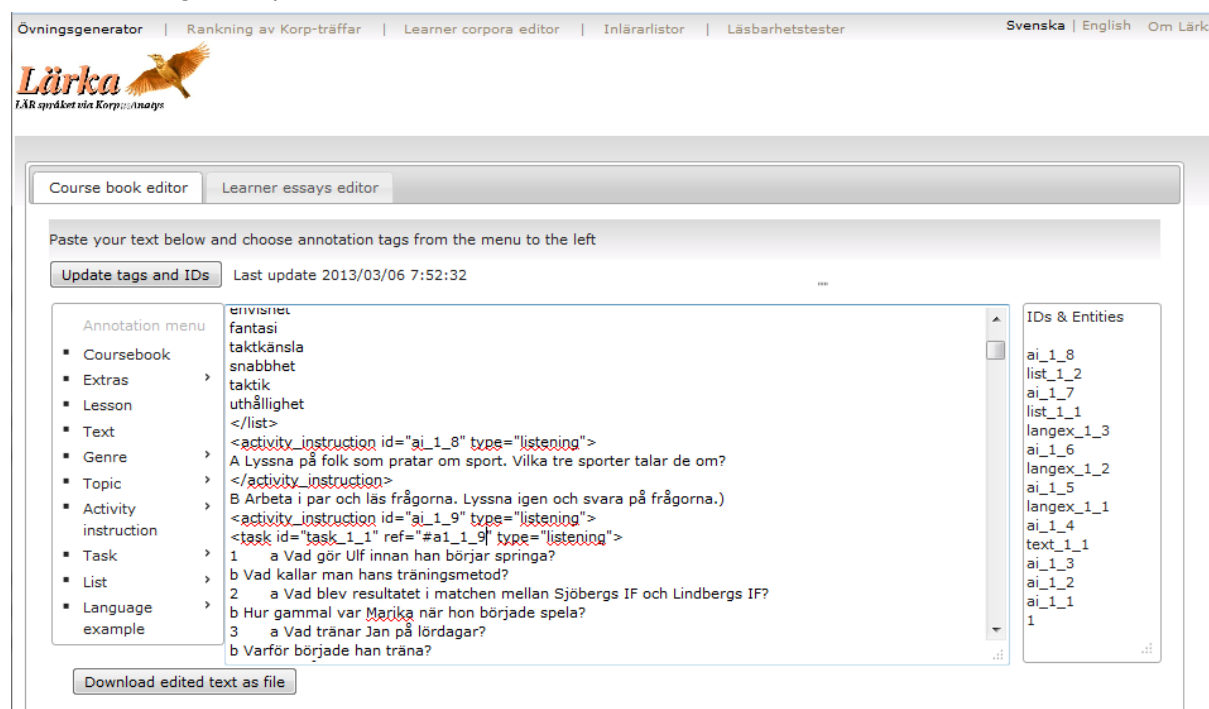 Övningsgenerator | Rankning av Korp-träffar | Learner corpora editor | Inlärarlistor | Läsbarhetstester
Svenska | English Om Lärk
Lärka
LÄR språket via KorpusAnalys
Course book editor
Learner essays editor
Paste your text below and choose annotation tags from the menu to the left
Update tags and IDs
Last update 2013/03/06 7:52:32
Annotation menu
Coursebook
Extras
Lesson
Text
Genre
Topic
Activity
instruction
Task
List
Language
example
envishet
fantasi
taktkänsla
snabbhet
taktik
uthållighet
</list>
<activity_instruction id="ai_1_8" type="listening">
A Lyssna på folk som pratar om sport. Vilka tre sporter talar de om?
</activity_instruction>
B Arbeta i par och läs frågorna. Lyssna igen och svara på frågorna.)
<activity_instruction id="ai_1_9" type="listening">
<task id="task_1_1" ref="#a1_1_9" type="listening">
1 a Vad gör Ulf innan han börjar springa?
b Vad kallar man hans träningsmetod?
2 a Vad blev resultatet i matchen mellan Sjöbergs IF och Lindbergs IF?
b Hur gammal var Marika när hon började spela?
3 a Vad tränar Jan på lördagar?
b Varför började han träna?
IDs & Entities
ai_1_8
list_1_2
ai_1_7
list_1_1
langex_1_3
ai_1_6
langex_1_2
ai_1_5
langex_1_1
ai_1_4
text_1_1
ai_1_3
ai_1_2
ai_1_1
1
Download edited text as file